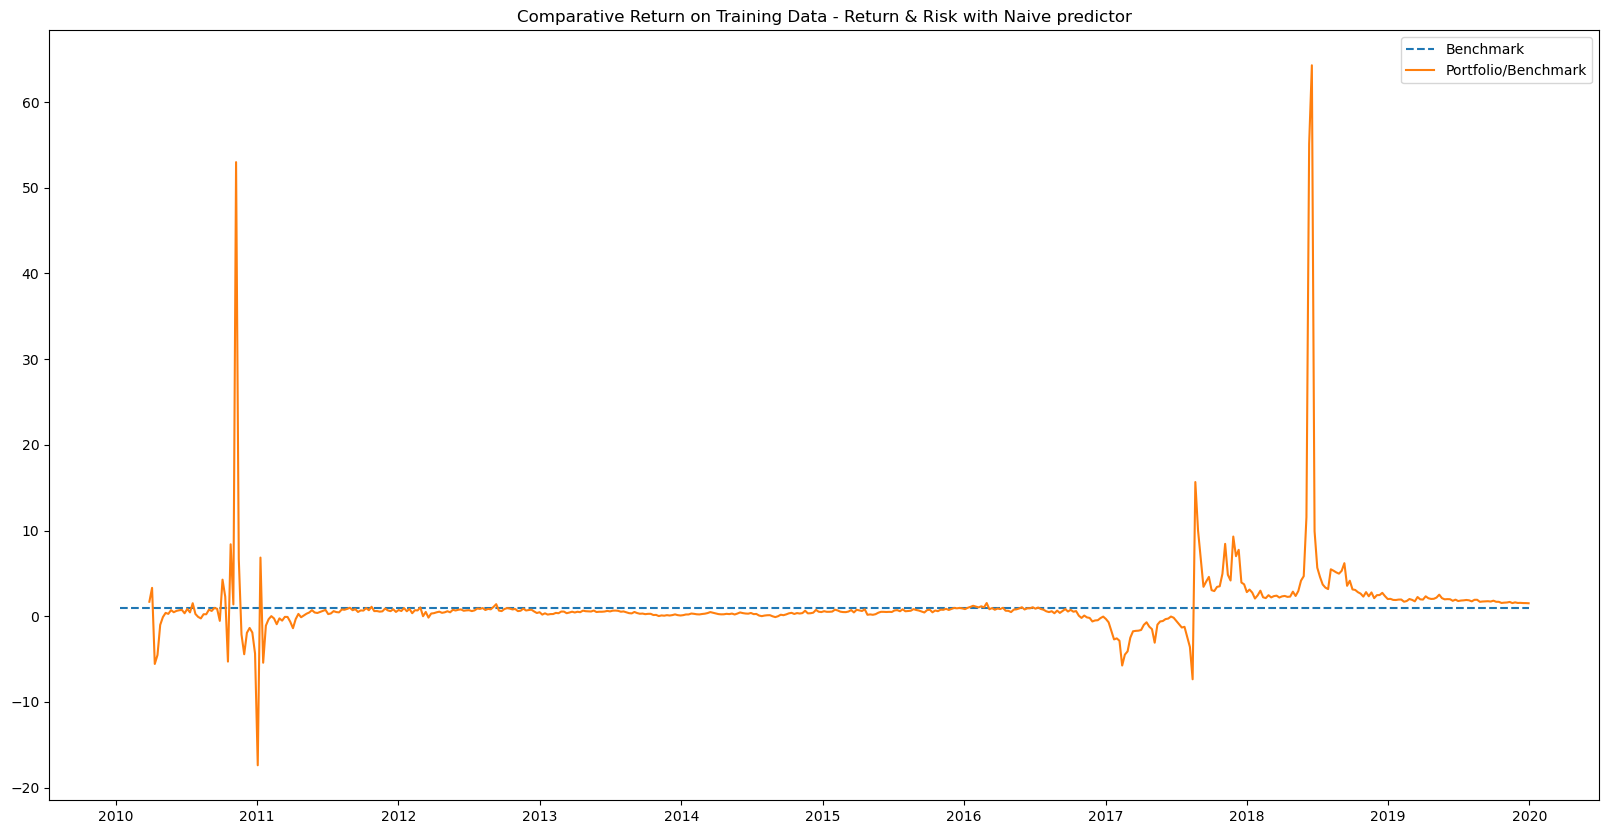 Comparative Return on Training Data - Return & Risk with Naive predictor
Benchmark
Portfolio/Benchmark
60
50
40
30
20
10
0
−10
−20
2010 2011 2012 2013 2014 2015 2016 2017 2018 2019 2020